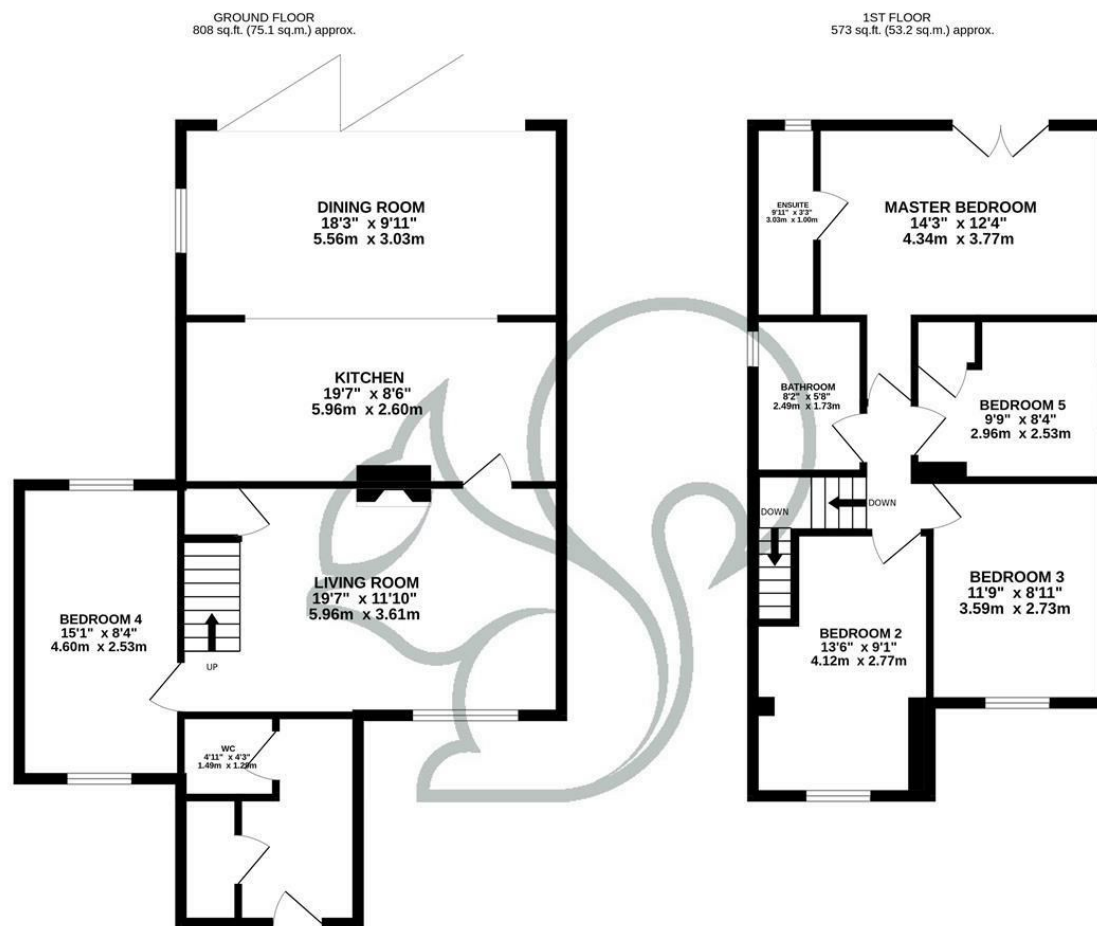 GROUND FLOOR
808 sq.ft. (75.1 sq.m.) approx.
DINING ROOM
18'3" x 9'11"
5.56m x 3.03m
KITCHEN
19'7" x 8'6"
5.96m x 2.60m
LIVING ROOM
19'7" x 11'10"
5.96m x 3.61m
BEDROOM 4
15'1" x 8'4"
4.60m x 2.53m
UP
WC
4'11" x 4'3"
1.49m x 1.29m
1ST FLOOR
573 sq.ft. (53.2 sq.m.) approx.
ENSUITE
9'11" x 3'3"
3.03m x 1.00m
MASTER BEDROOM
14'3" x 12'4"
4.34m x 3.77m
BATHROOM
8'2" x 5'8"
2.49m x 1.73m
BEDROOM 5
9'9" x 8'4"
2.96m x 2.53m
DOWN
DOWN
BEDROOM 3
11'9" x 8'11"
3.59m x 2.73m
BEDROOM 2
13'6" x 9'1"
4.12m x 2.77m